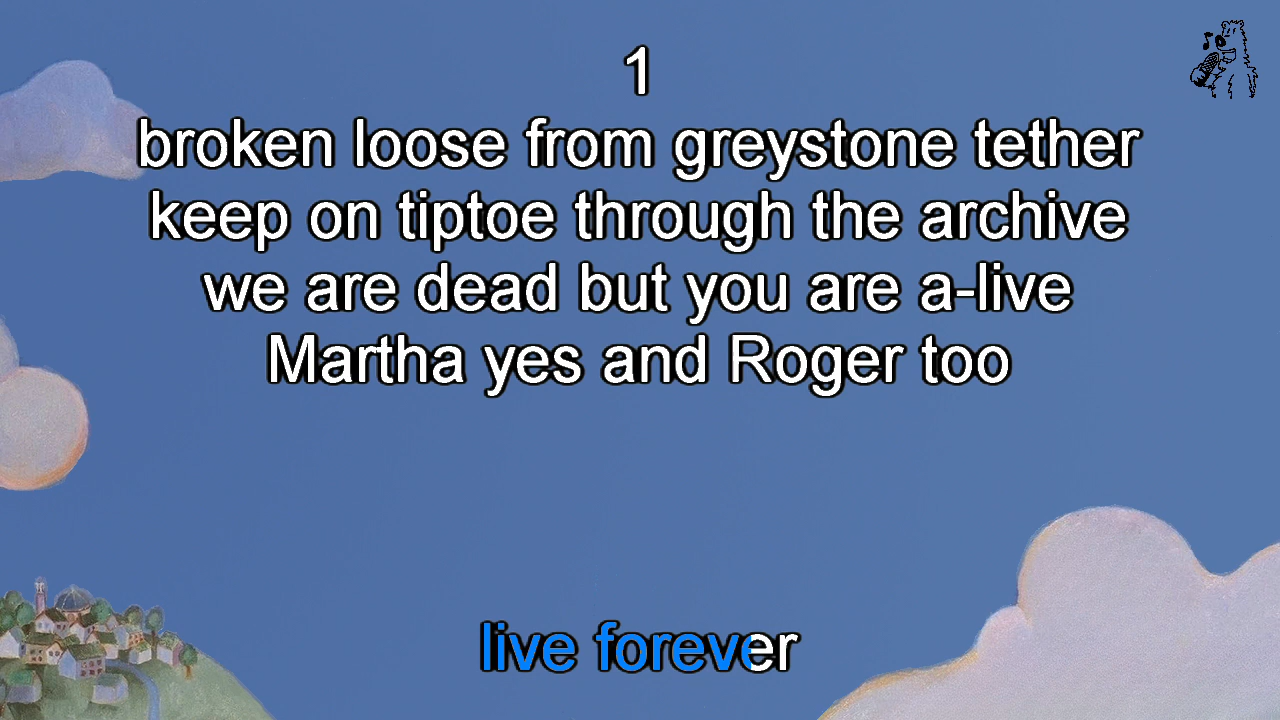 1
broken loose from greystone tether
keep on tiptoe through the archive
we are dead but you are a-live
Martha yes and Roger too
live forever